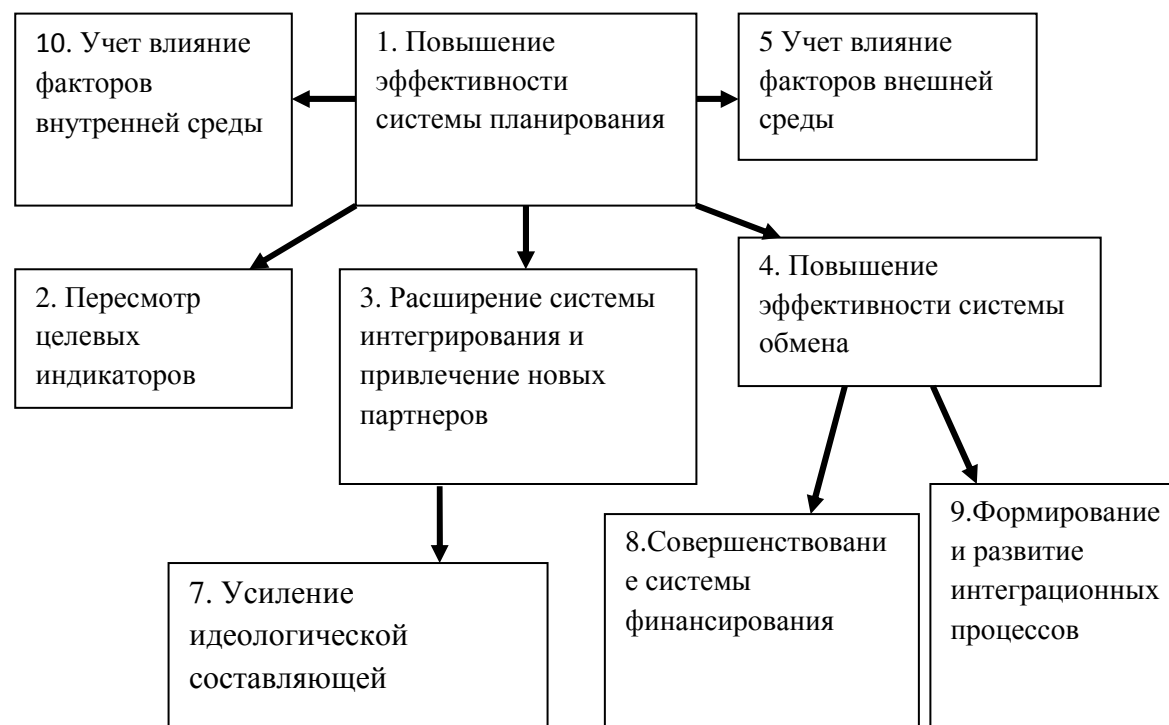 10. Учет влияние
факторов
внутренней среды
1. Повышение
эффективности
системы планирования
5 Учет влияние
факторов внешней
среды
2. Пересмотр
целевых
индикаторов
3. Расширение системы
интегрирования и
привлечение новых
партнеров
4. Повышение
эффективности системы
обмена
7. Усиление
идеологической
составляющей
8.Совершенствовани
е системы
финансирования
9.Формирование
и развитие
интеграционных
процессов